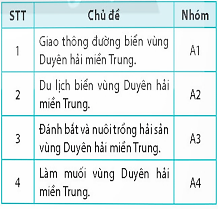 STT Chủ đề Nhóm
1 Giao thông đường biển vùng Duyên hải miền Trung. A1
2 Du lịch biển vùng Duyên hải miền Trung. A2
3 Đánh bắt và nuôi trồng hải sản vùng Duyên hải miền Trung. A3
4 Làm muối vùng Duyên hải miền Trung. A4